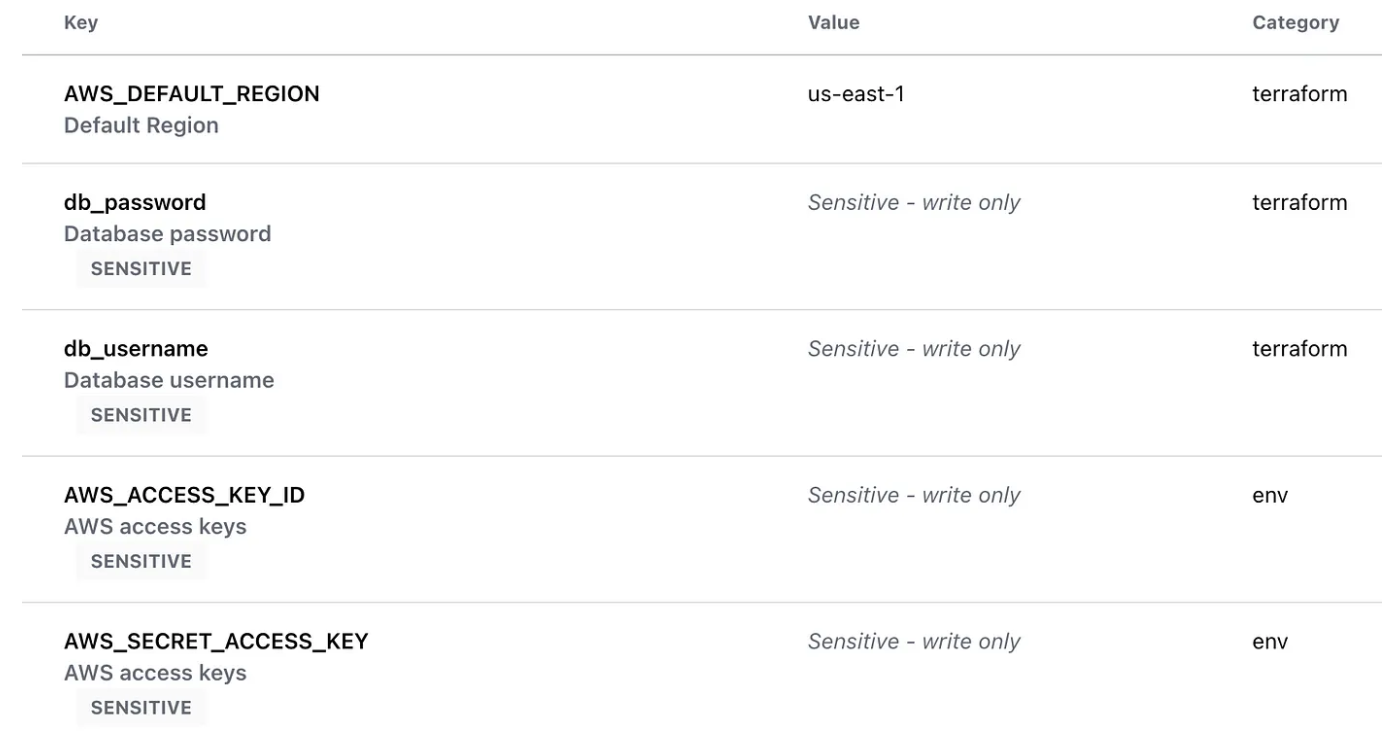 Key Value Category
AWS_DEFAULT_REGION us-east-1 terraform
Default Region
db_password Sensitive - write only terraform
Database password
SENSITIVE
db_username Sensitive - write only terraform
Database username
SENSITIVE
AWS_ACCESS_KEY_ID Sensitive - write only env
AWS access keys
SENSITIVE
AWS_SECRET_ACCESS_KEY Sensitive - write only env
AWS access keys
SENSITIVE